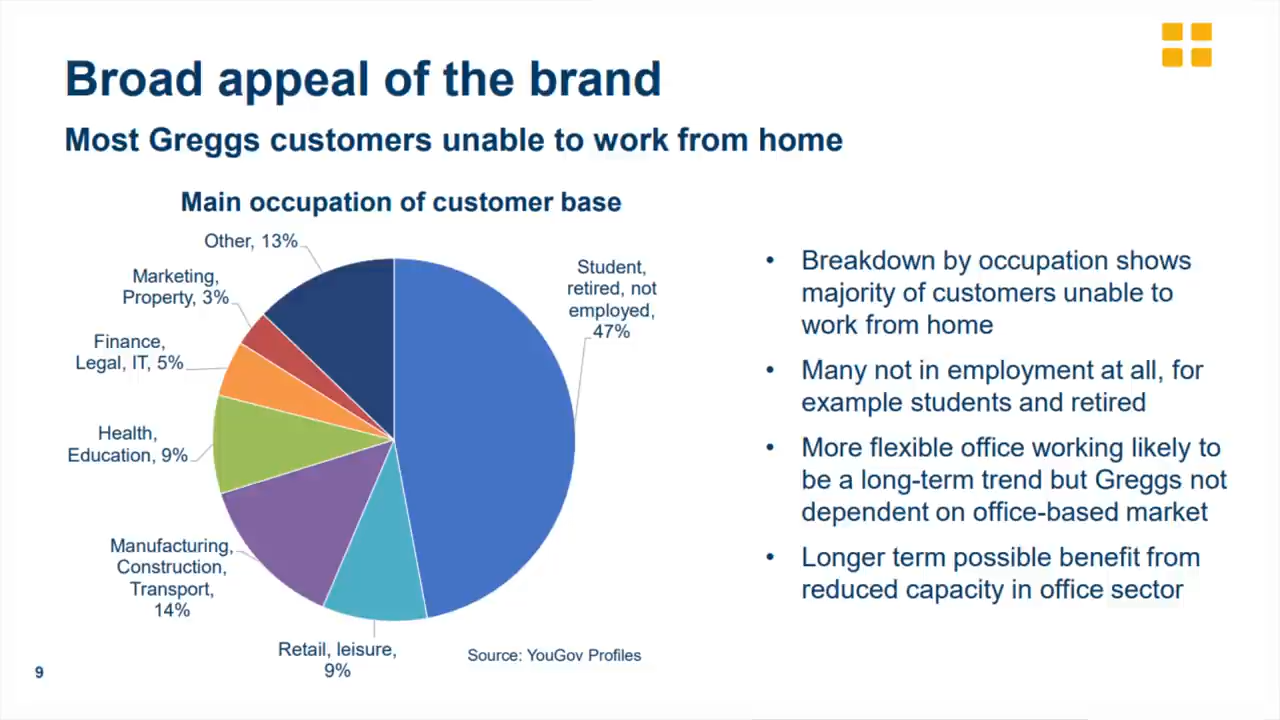 Broad appeal of the brand
Most Greggs customers unable to work from home
Main occupation of customer base
Other, 13%
Marketing,
Property, 3%
Finance,
Legal, IT, 5%
Health,
Education, 9%
Manufacturing,
Construction,
Transport,
14%
Retail, leisure,
9%
Student,
retired, not
employed,
47%
Source: YouGov Profiles
• Breakdown by occupation shows
majority of customers unable to
work from home
• Many not in employment at all, for
example students and retired
• More flexible office working likely to
be a long-term trend but Greggs not
dependent on office-based market
• Longer term possible benefit from
reduced capacity in office sector
9